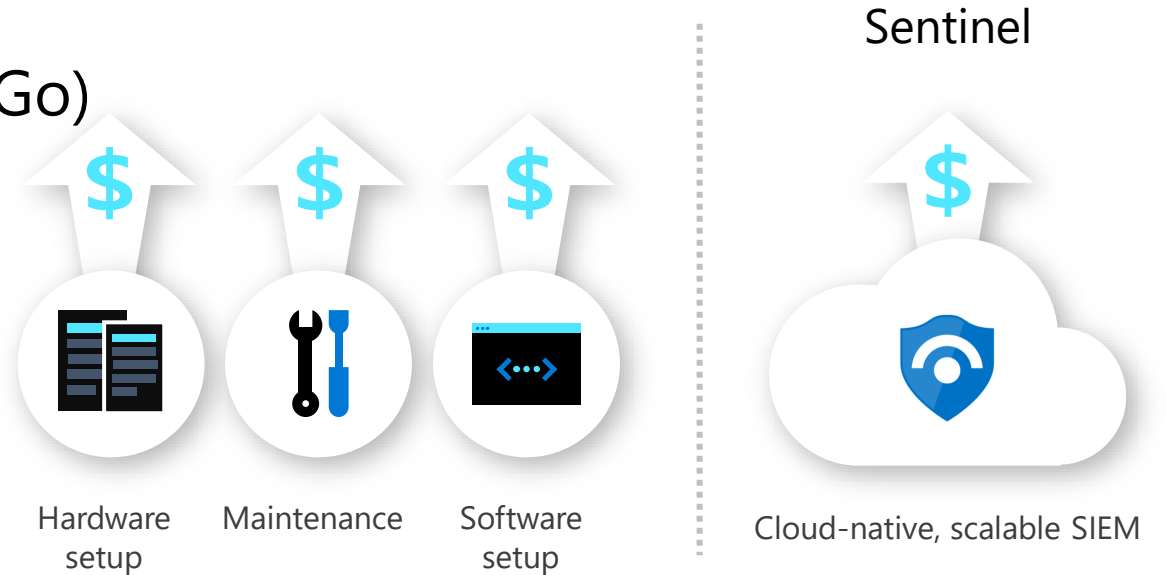 Sentinel
Go)
$ $ $ $
Hardware
setup
Maintenance
Software
setup
Cloud-native, scalable SIEM